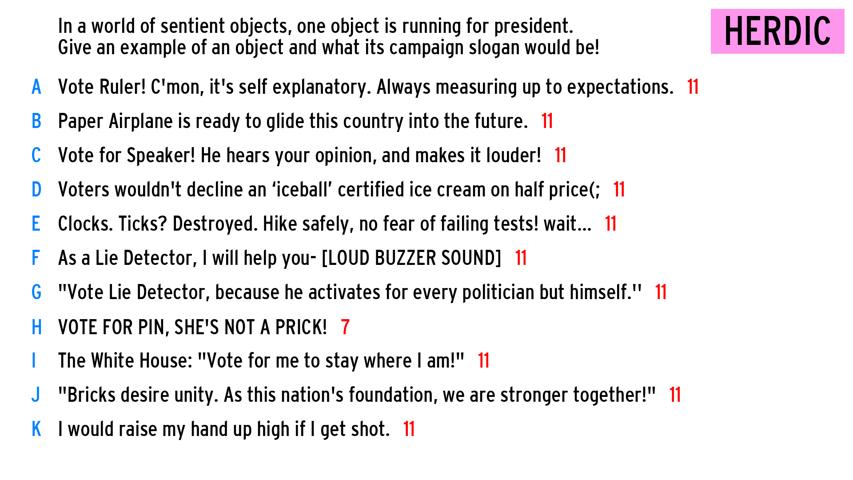 In a world of sentient objects, one object is running for president.
Give an example of an object and what its campaign slogan would be!
HERDIC
A Vote Ruler! C'mon, it's self explanatory. Always measuring up to expectations. 11
B Paper Airplane is ready to glide this country into the future. 11
C Vote for Speaker! He hears your opinion, and makes it louder! 11
D Voters wouldn't decline an ‘iceball’ certified ice cream on half price(; 11
E Clocks. Ticks? Destroyed. Hike safely, no fear of failing tests! wait... 11
F As a Lie Detector, I will help you- [LOUD BUZZER SOUND] 11
G "Vote Lie Detector, because he activates for every politician but himself.'' 11
H VOTE FOR PIN, SHE'S NOT A PRICK! 7
I The White House: "Vote for me to stay where I am!" 11
J "Bricks desire unity. As this nation's foundation, we are stronger together!" 11
K I would raise my hand up high if I get shot. 11